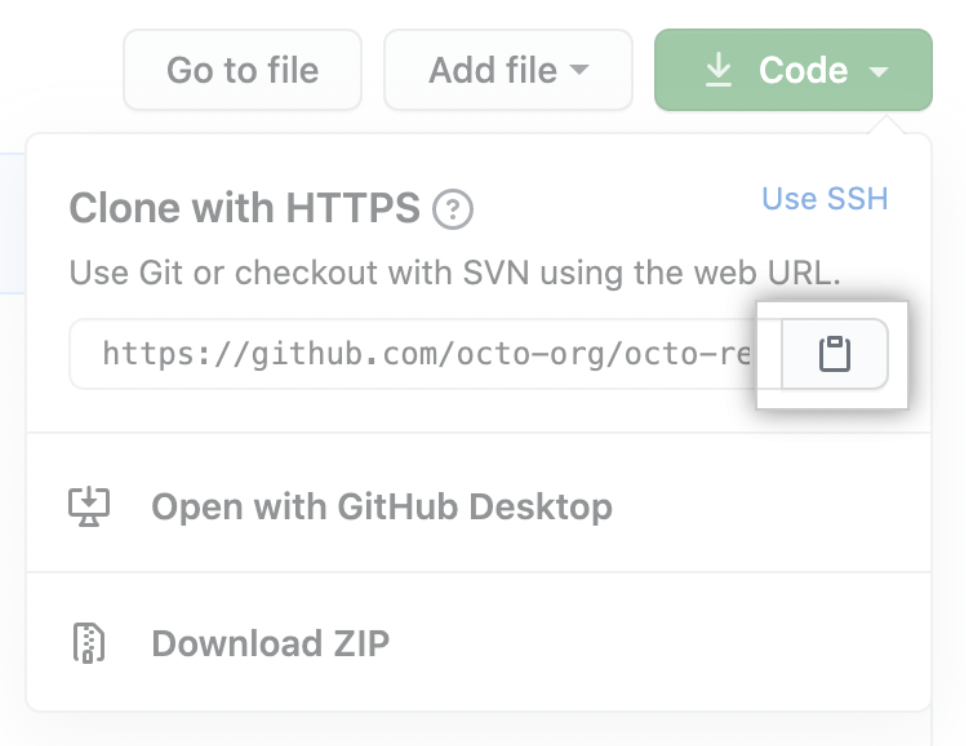 Go to file
Add file
Code
Clone with HTTPS
Use SSH
Use Git or checkout with SVN using the web URL.
https://github.com/octo-org/octo-re
Open with GitHub Desktop
Download ZIP